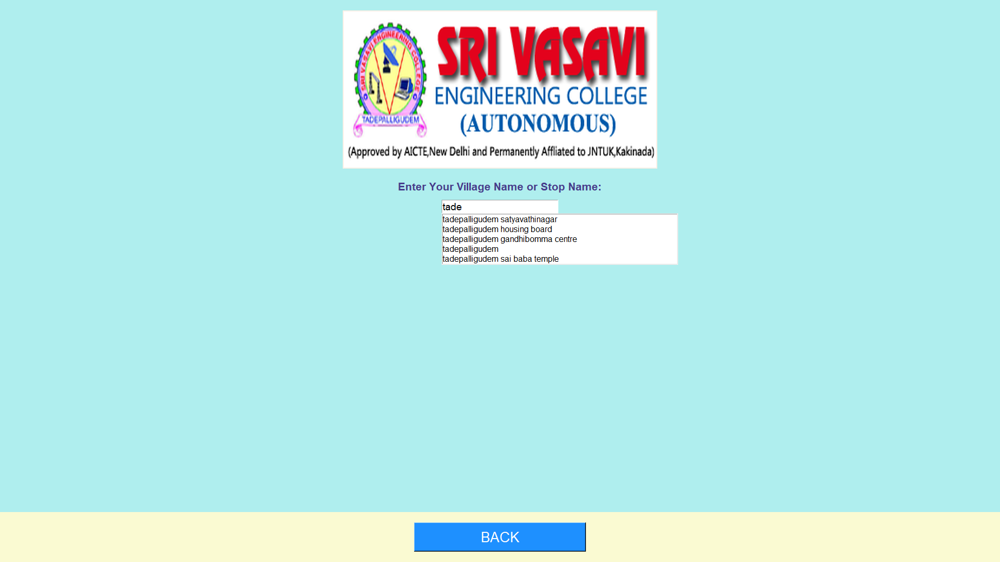 SRI VASAVI ENGINEERING COLLEGE
TADEPALLIGUDEM
SRI VASAVI
ENGINEERING COLLEGE
(AUTONOMOUS)
(Approved by AICTE,New Delhi and Permanently Affliated to JNTUK,Kakinada)
Enter Your Village Name or Stop Name:
tade
tadepalligudem satyavathinagar
tadepalligudem housing board
tadepalligudem gandhibomma centre
tadepalligudem
tadepalligudem sai baba temple
BACK